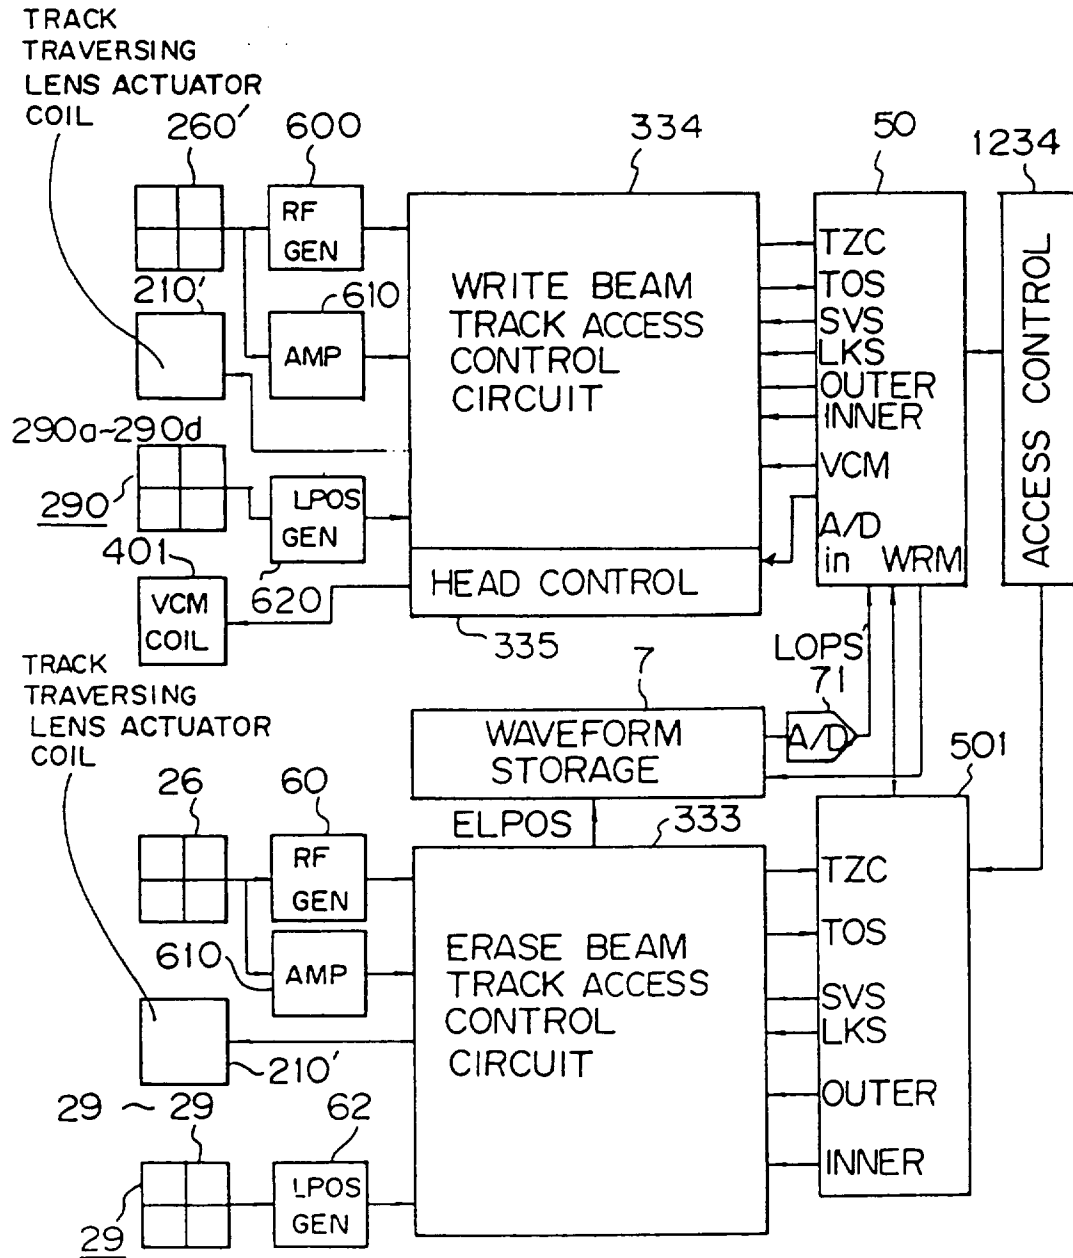 TRACK
TRAVERSING
LENS ACTUATOR
COIL
260'
600
334
50
1234
RF
GEN
210'
610
AMP
WRITE BEAM
TRACK ACCESS
CONTROL
CIRCUIT
TZC
TOS
SVS
LKS
OUTER
INNER
VCM
A/D
in
WRM
ACCESS CONTROL
290a~290d
290
LPOS
GEN
620
401
VCM
COIL
HEAD CONTROL
335
TRACK
TRAVERSING
LENS ACTUATOR
COIL
7
LOPS'
71
WAVEFORM
STORAGE
A/D
501
26
60
ELPOS
333
RF
GEN
610
AMP
ERASE BEAM
TRACK ACCESS
CONTROL
CIRCUIT
TZC
TOS
SVS
LKS
OUTER
INNER
210'
29 ~ 29
62
29
LPOS
GEN